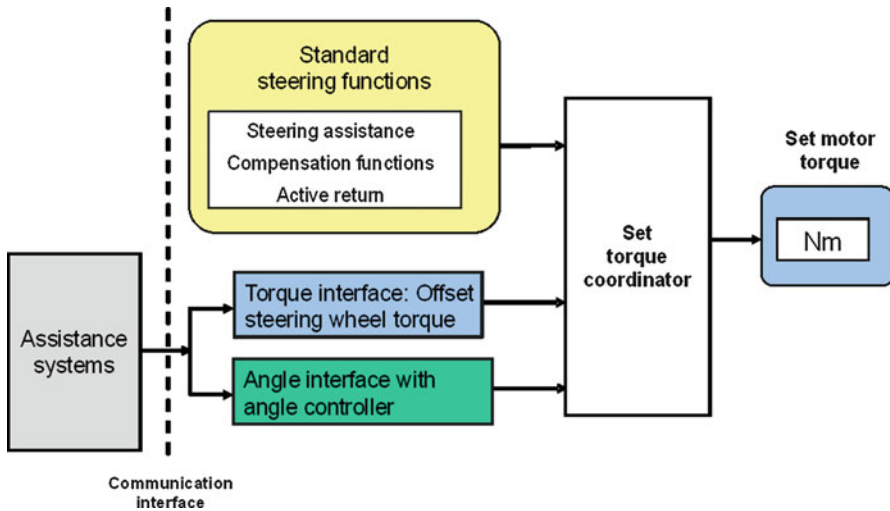 Standard
steering functions
Steering assistance
Compensation functions
Active return
Set motor
torque
Nm
Set
torque
coordinator
Assistance
systems
Torque interface: Offset
steering wheel torque
Angle interface with
angle controller
Communication
interface